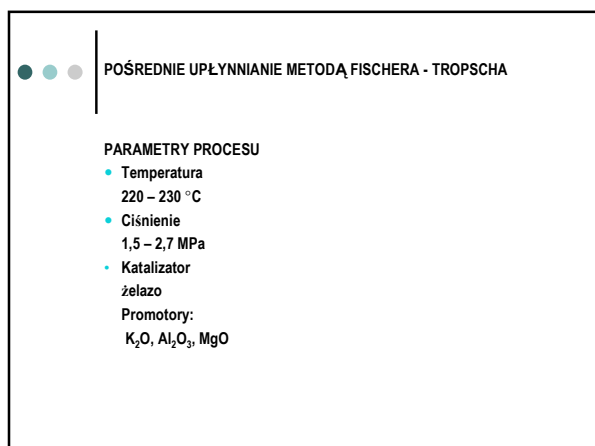 POŚREDNIE UPŁYNNIANIE METODĄ FISCHERA - TROPSCHA
PARAMETRY PROCESU
• Temperatura
220 – 230 °C
• Ciśnienie
1,5 – 2,7 MPa
• Katalizator
żelazo
Promotory:
K₂O, Al₂O₃, MgO